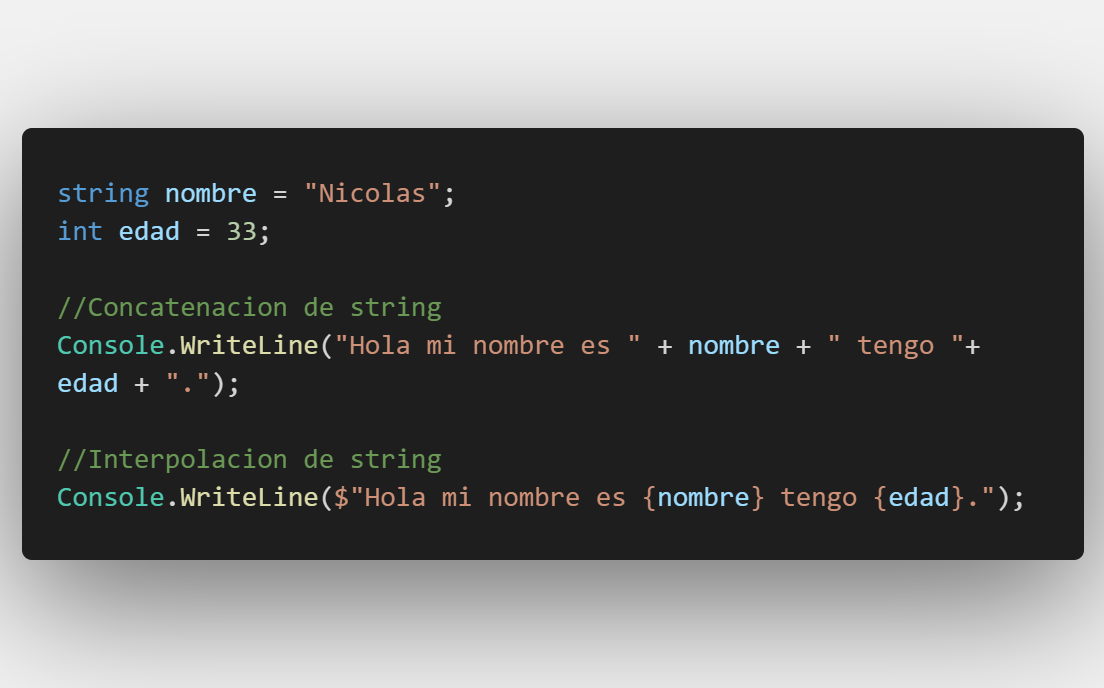 string nombre = "Nicolas";
int edad = 33;
//Concatenacion de string
Console.WriteLine("Hola mi nombre es " + nombre + " tengo "+
edad + ".");
//Interpolacion de string
Console.WriteLine($"Hola mi nombre es {nombre} tengo {edad}.");